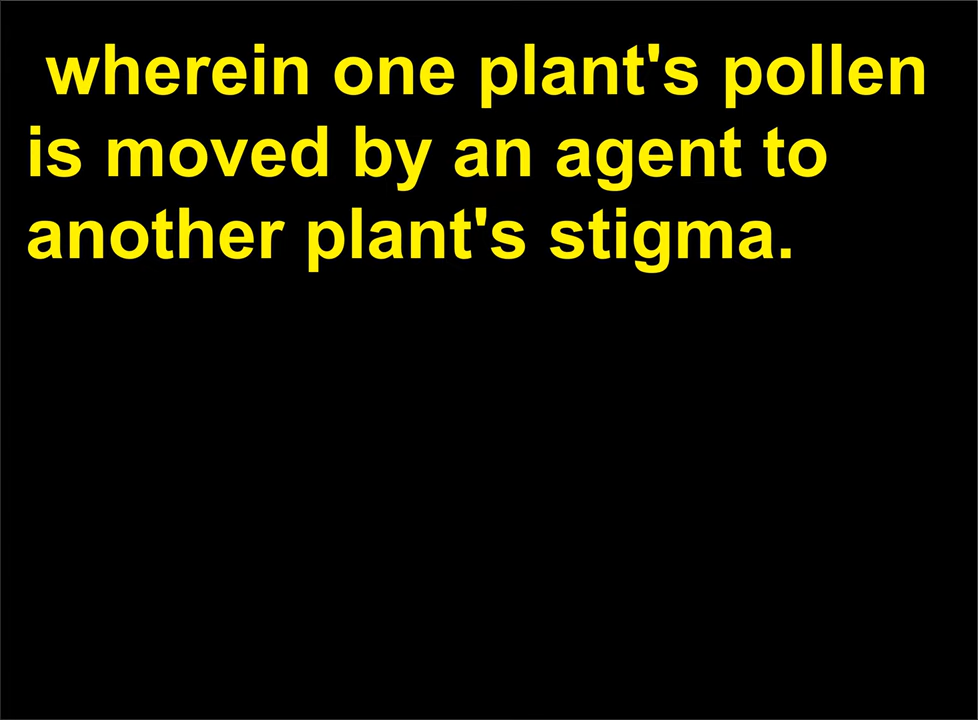 wherein one plant's pollen
is moved by an agent to
another plant's stigma.